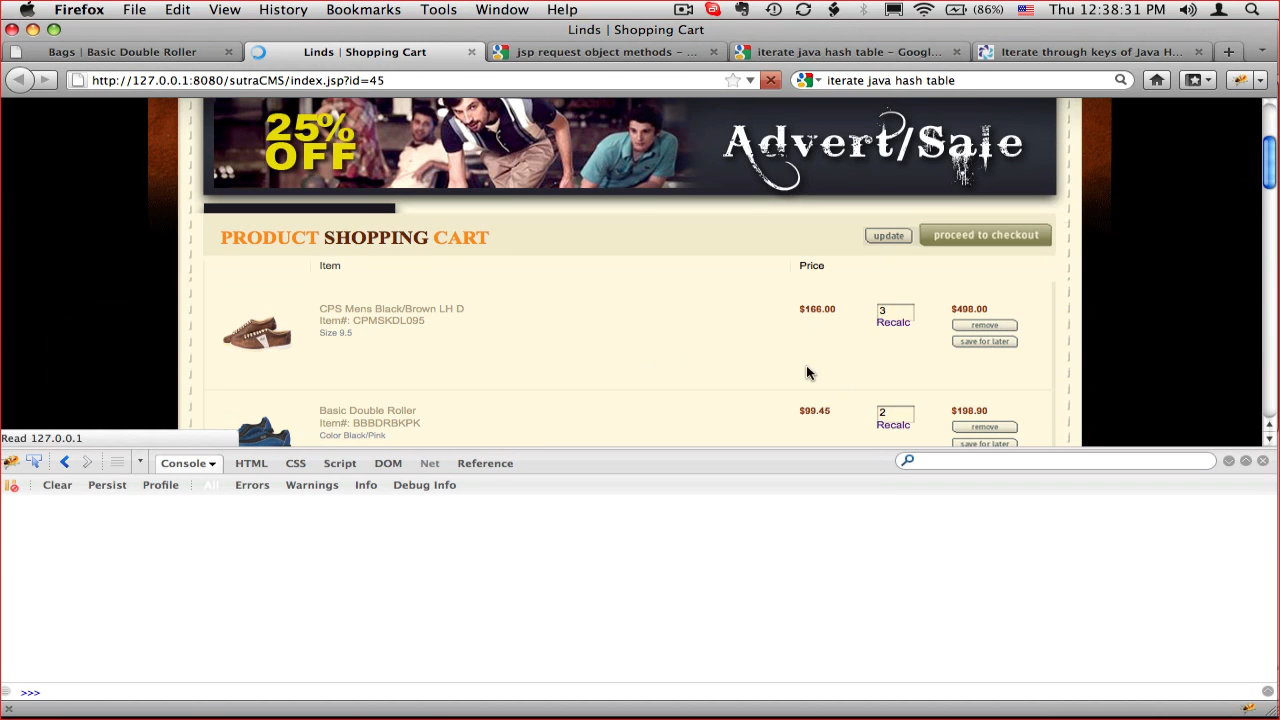 Firefox File Edit View History Bookmarks Tools Window Help (86%) Thu 12:38:31 PM
Linds | Shopping Cart
Bags | Basic Double Roller Linds | Shopping Cart jsp request object methods – ... iterate java hash table – Googl... Iterate through keys of Java H...
http://127.0.0.1:8080/sutraCMS/index.jsp?id=45 iterate java hash table
25% OFF
Advert/Sale
PRODUCT SHOPPING CART update proceed to checkout
Item Price
CPS Mens Black/Brown LH D $166.00 3 $498.00
Item#: CPMSKDL095 Recalc remove
Size 9.5 save for later
Basic Double Roller $99.45 2 $198.90
Item#: BBBDRBKPK Recalc remove
Color Black/Pink save for later
Read 127.0.0.1
Console HTML CSS Script DOM Net Reference
Clear Persist Profile All Errors Warnings Info Debug Info
>>>